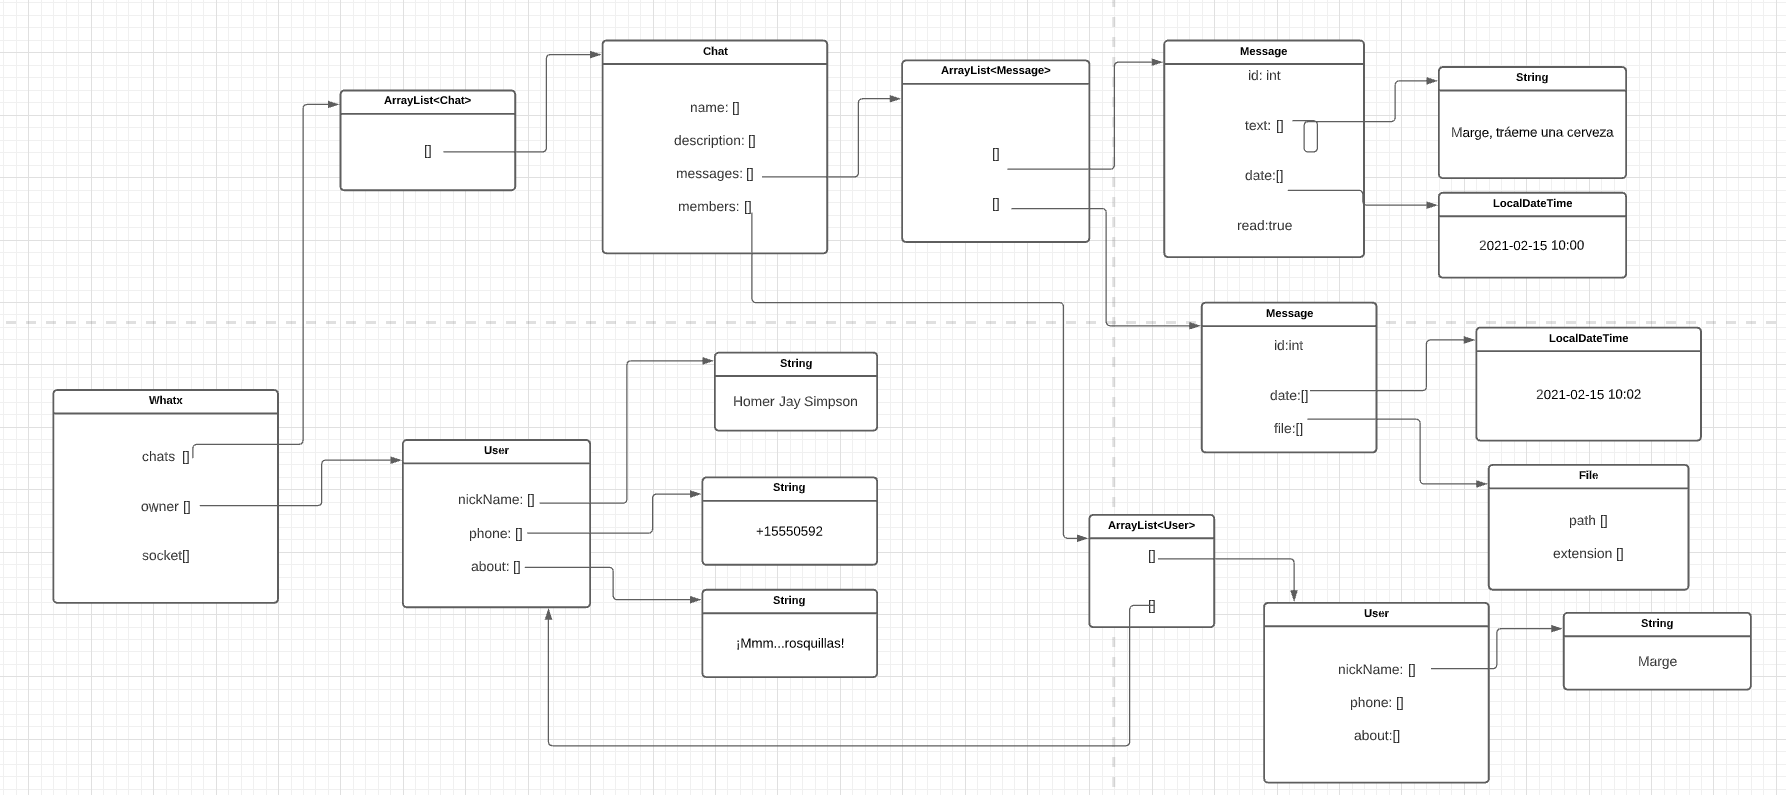 Chat
name: []
description: []
messages: []
members: []
ArrayList<Chat>
[]
ArrayList<Message>
[]
[]
Message
id: int
text: []
date:[]
read:true
String
Marge, tráeme una cerveza
LocalDateTime
2021-02-15 10:00
Message
id:int
date:[]
file:[]
LocalDateTime
2021-02-15 10:02
File
path []
extension []
Whatx
chats []
owner []
socket[]
User
nickName: []
phone: []
about: []
String
Homer Jay Simpson
String
+15550592
String
¡Mmm...rosquillas!
ArrayList<User>
[]
[]
User
nickName: []
phone: []
about:[]
String
Marge